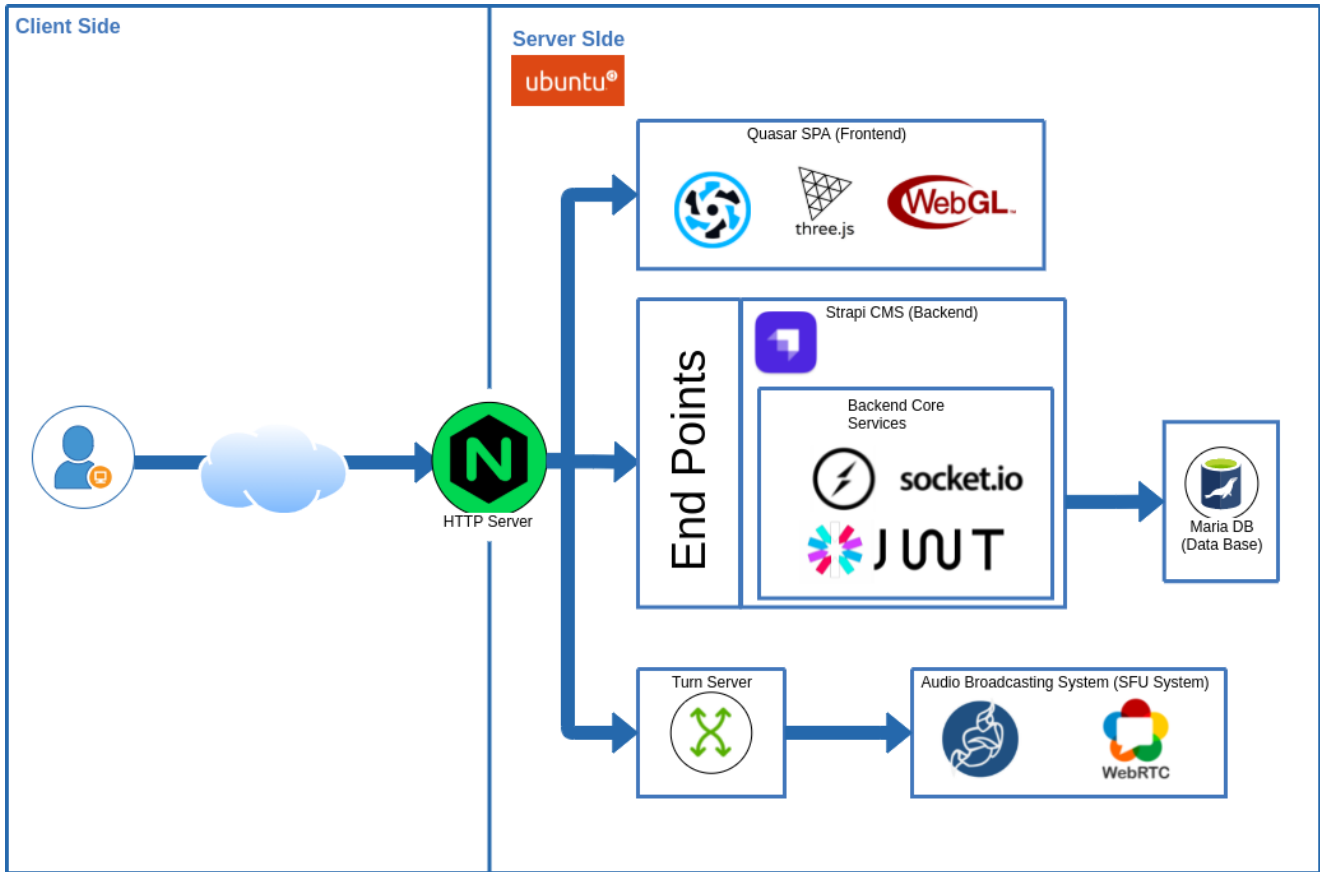 Client Side
Server SIde
ubuntu
Quasar SPA (Frontend)
three.js
WebGL™
End Points
Strapi CMS (Backend)
Backend Core
Services
socket.io
JWT
N
HTTP Server
Maria DB
(Data Base)
Turn Server
Audio Broadcasting System (SFU System)
WebRTC